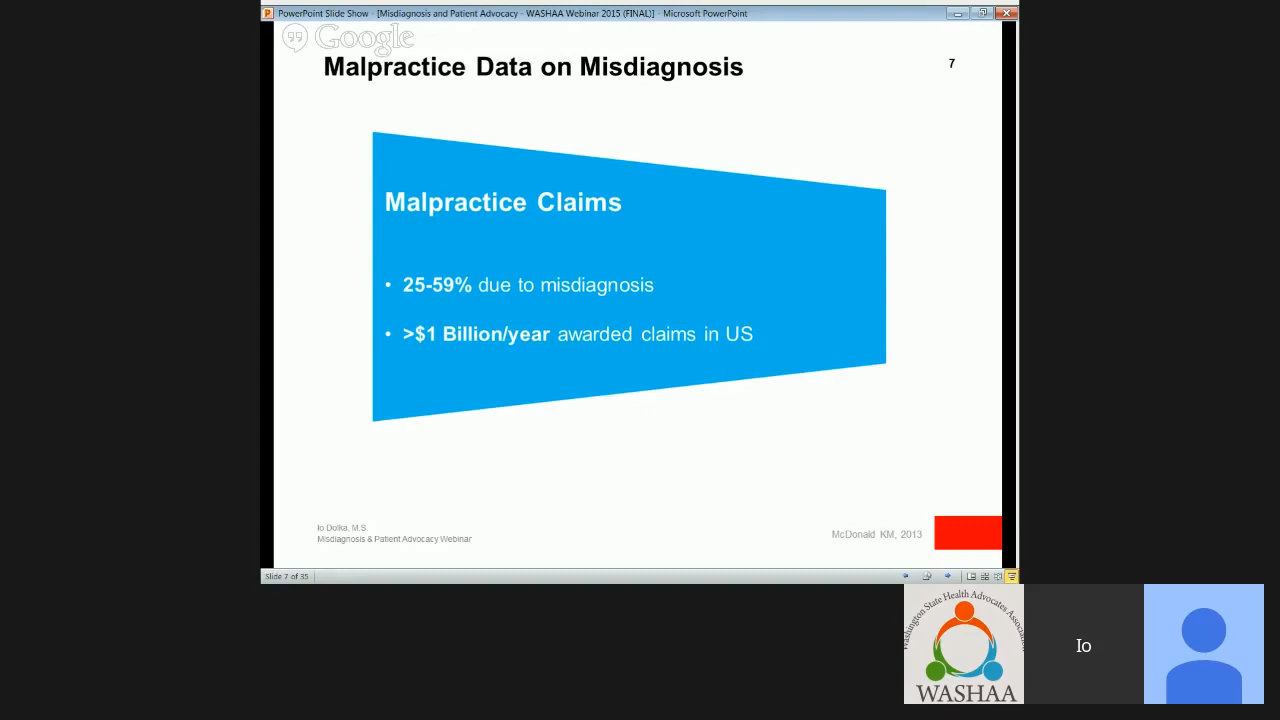 PowerPoint Slide Show - [Misdiagnosis and Patient Advocacy - WASHAA Webinar 2015 (FINAL)] - Microsoft PowerPoint
Google
Malpractice Data on Misdiagnosis
7
Malpractice Claims
• 25-59% due to misdiagnosis
• >$1 Billion/year awarded claims in US
Io Dolka, M.S.
Misdiagnosis & Patient Advocacy Webinar
McDonald KM, 2013
Slide 7 of 35
Washington State Health Advocates Association
WASHAA
Io